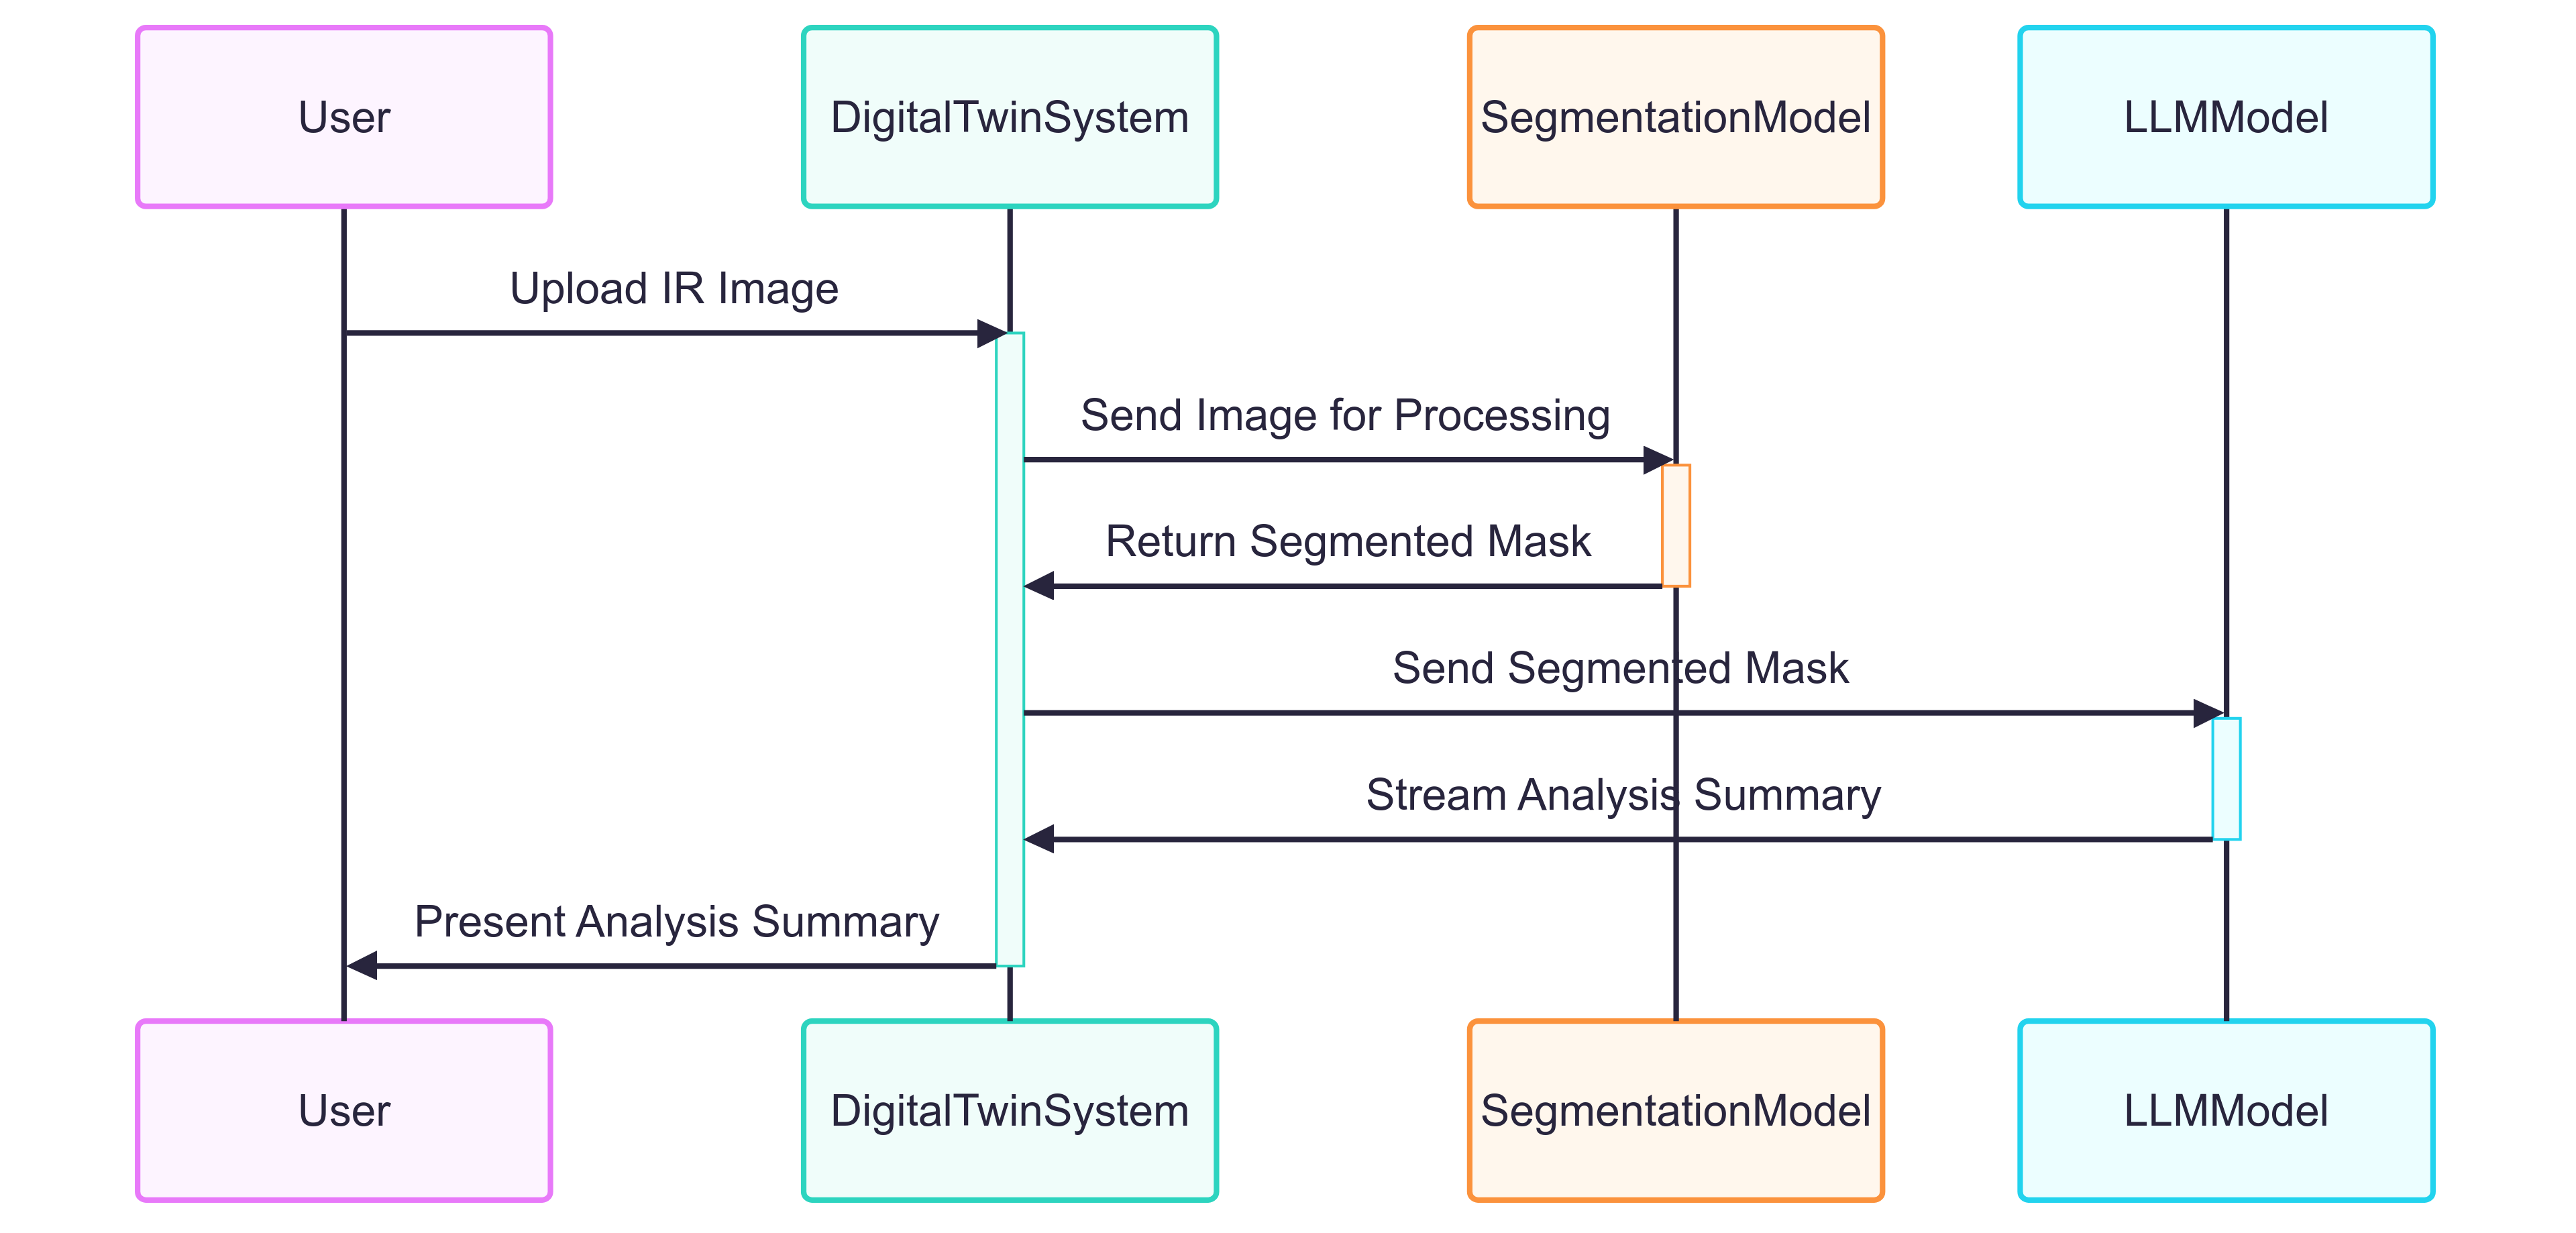 User
DigitalTwinSystem
SegmentationModel
LLMModel
Upload IR Image
Send Image for Processing
Return Segmented Mask
Send Segmented Mask
Stream Analysis Summary
Present Analysis Summary
User
DigitalTwinSystem
SegmentationModel
LLMModel